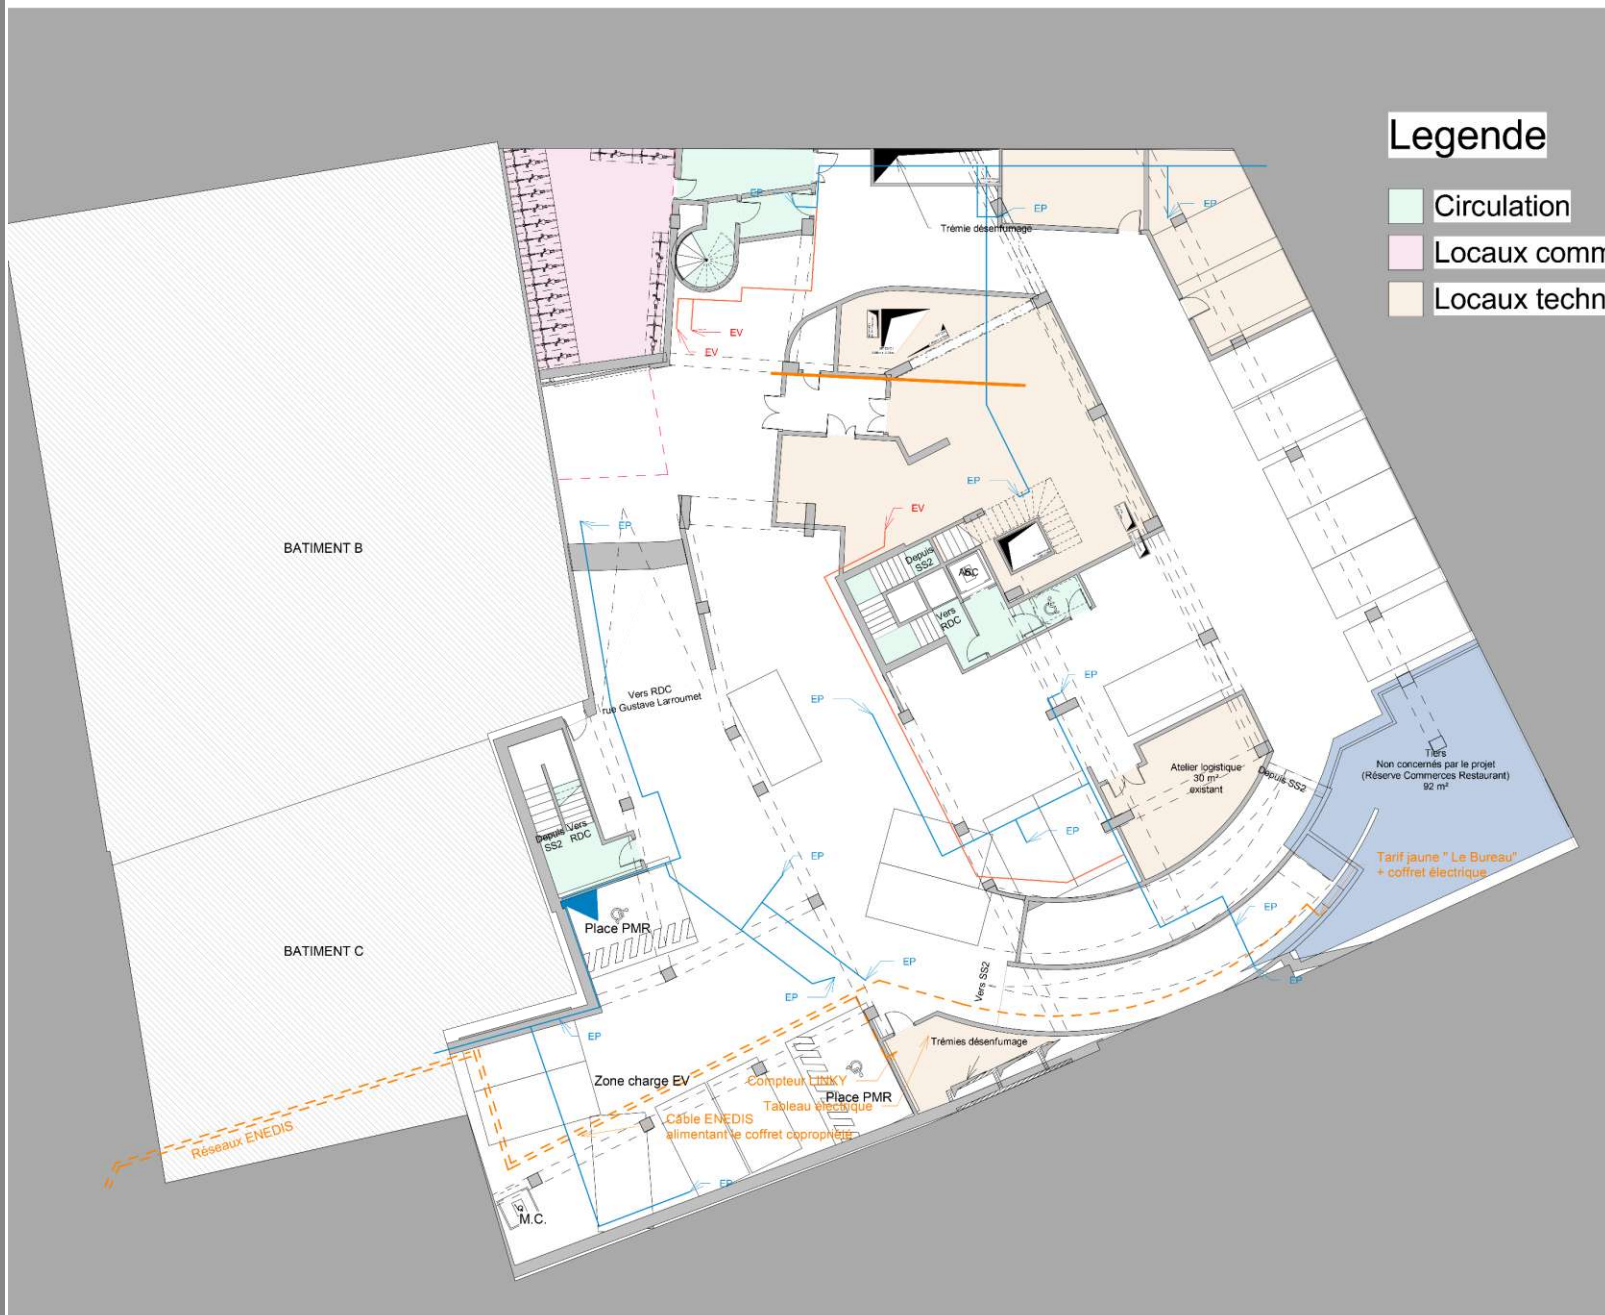 Legende
Circulation
Locaux comm
Locaux techn
EP
EP
EP
Trémie désenfumage
EV
EV
EP
EV
EP
BATIMENT B
Depuis
SS2
ASC
Vers
RDC
Vers RDC
rue Gustave Larroumet
EP
EP
Atelier logistique
30 m²
existant
Depuis SS2
Tiers
Non concernés par le projet
(Réserve Commerces Restaurant)
92 m²
Depuis
SS2
Vers
RDC
EP
EP
Tarif jaune " Le Bureau"
+ coffret électrique
Place PMR
EP
BATIMENT C
EP
Vers SS2
EP
EP
EP
Trémies désenfumage
Zone charge EV
Compteur LINKY
Place PMR
Tableau électrique
Câble ENEDIS
alimentant le coffret copropriété
Réseaux ENEDIS
EP
M.C.